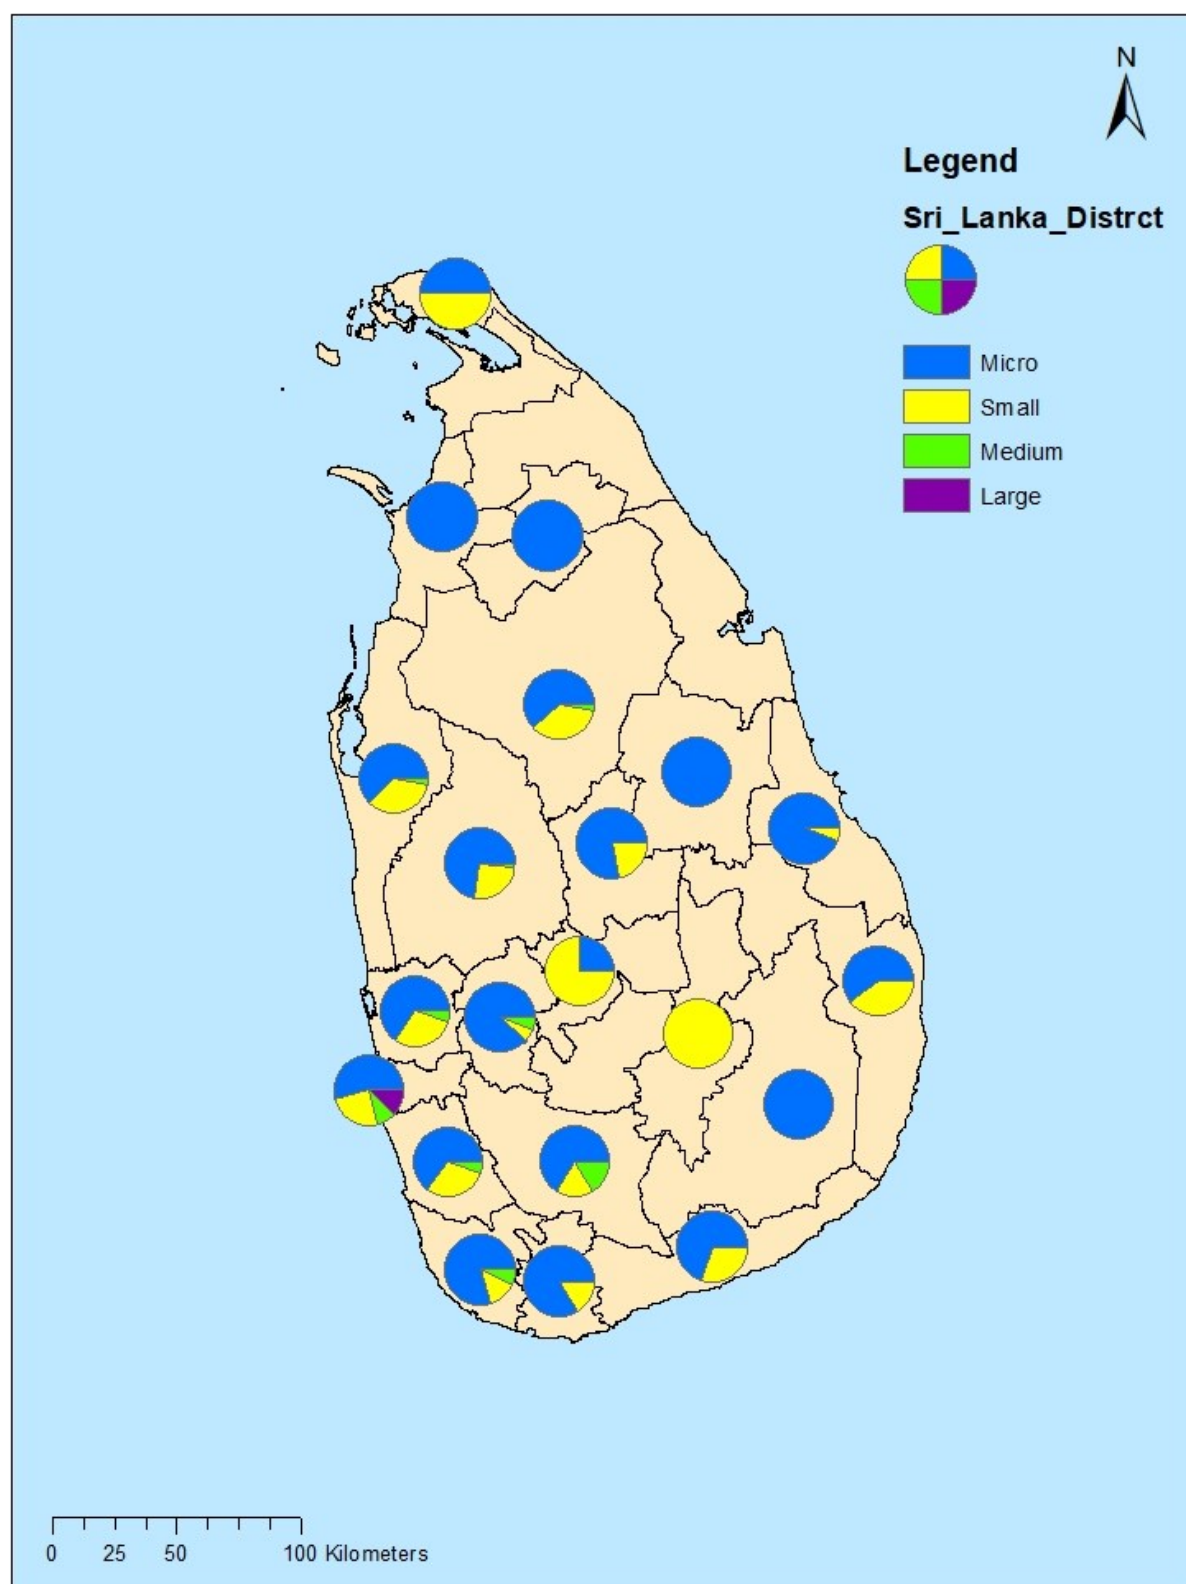 N
Legend
Sri_Lanka_Distrct
Micro
Small
Medium
Large
0 25 50 100 Kilometers